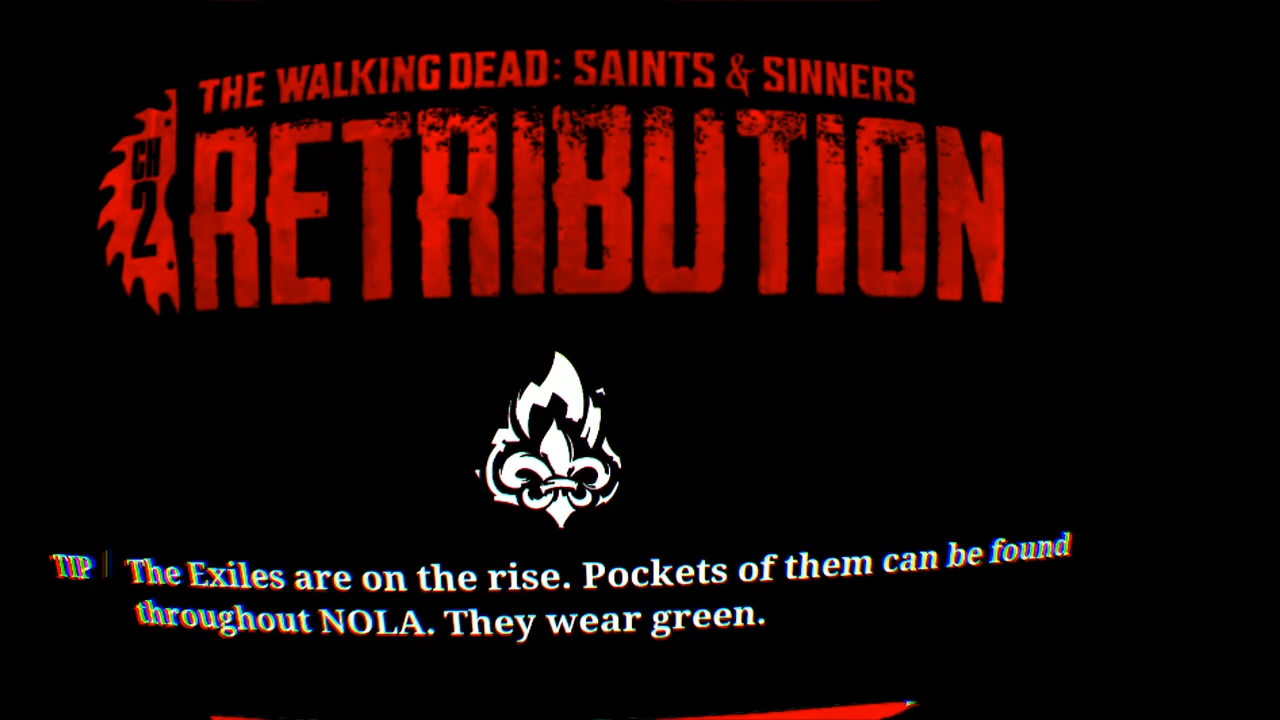 THE WALKING DEAD: SAINTS & SINNERS
CH
2
RETRIBUTION
TIP | The Exiles are on the rise. Pockets of them can be found
throughout NOLA. They wear green.